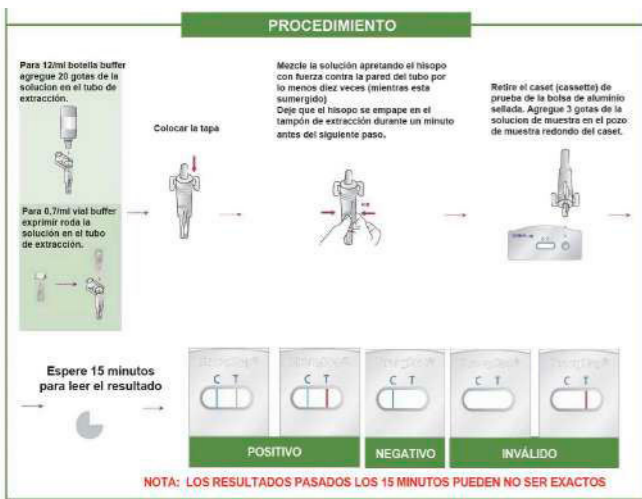 PROCEDIMIENTO
Para 12/ml botella buffer
agregue 20 gotas de la
solucion en el tubo de
extracción.
Para 0,7/ml vial buffer
exprimir roda la
solución en el tubo
de extracción.
Colocar la tapa
Mezcle la solución apretando el hisopo
con fuerza contra la pared del tubo por
lo menos diez veces (mientras esta
sumergido)
Deje que el hisopo se empape en el
tampón de extracción durante un minuto
antes del siguiente paso.
Retire el caset (cassette) de
prueba de la bolsa de aluminio
sellada. Agregue 3 gotas de la
solucion de muestra en el pozo
de muestra redondo del caset.
Espere 15 minutos
para leer el resultado
C T
C T
C T
C T
C T
POSITIVO
NEGATIVO
INVÁLIDO
NOTA: LOS RESULTADOS PASADOS LOS 15 MINUTOS PUEDEN NO SER EXACTOS